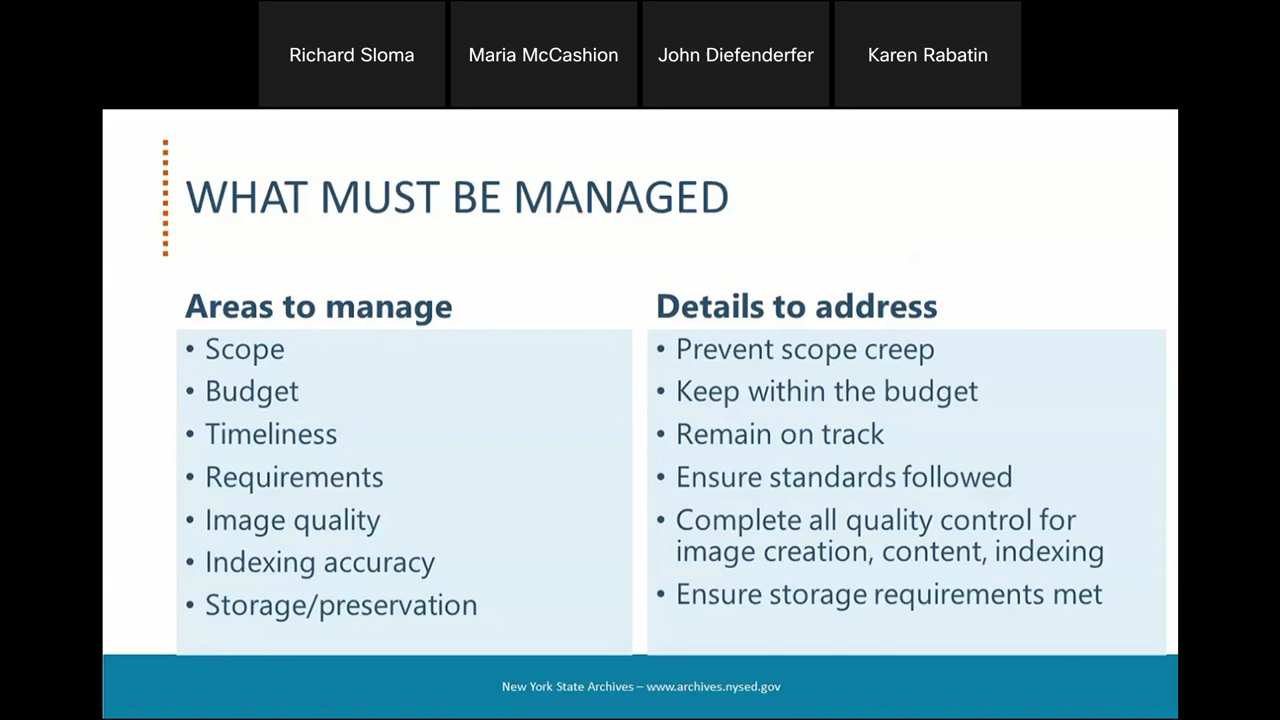 Richard Sloma
Maria McCashion
John Diefenderfer
Karen Rabatin
WHAT MUST BE MANAGED
Areas to manage
• Scope
• Budget
• Timeliness
• Requirements
• Image quality
• Indexing accuracy
• Storage/preservation
Details to address
• Prevent scope creep
• Keep within the budget
• Remain on track
• Ensure standards followed
• Complete all quality control for
image creation, content, indexing
• Ensure storage requirements met
New York State Archives – www.archives.nysed.gov